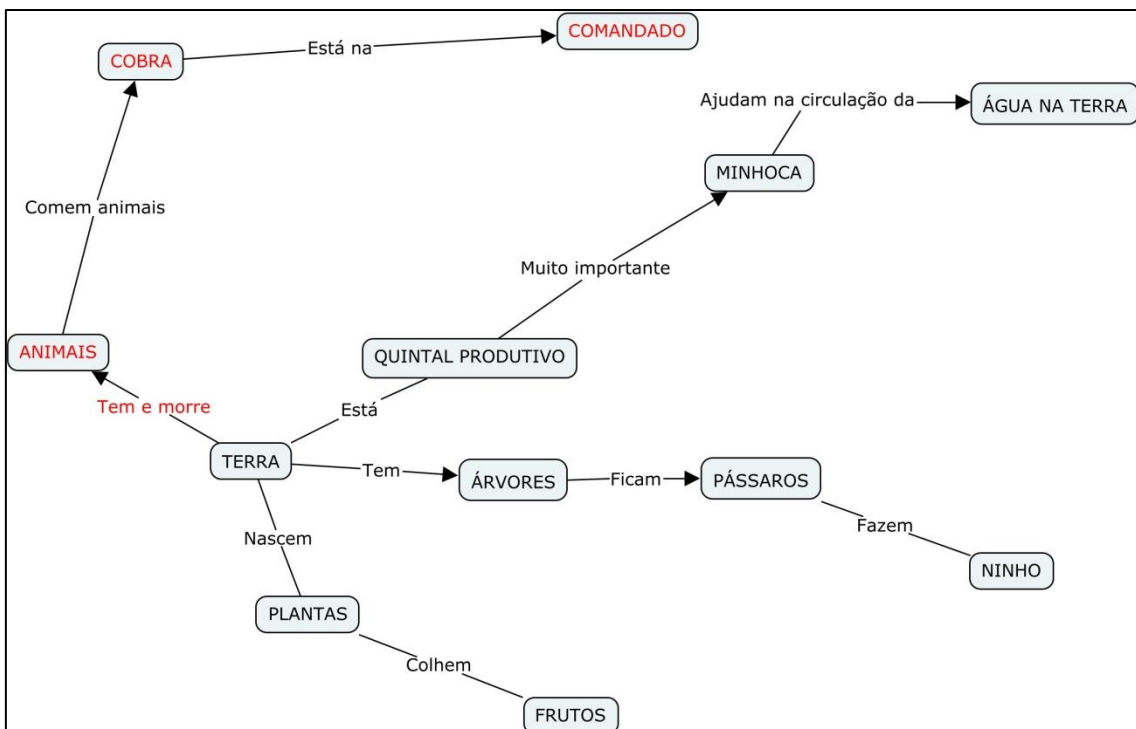 COMANDADO
Está na
COBRA
Ajudam na circulação da
ÁGUA NA TERRA
MINHOCA
Comem animais
Muito importante
ANIMAIS
QUINTAL PRODUTIVO
Tem e morre
Está
TERRA
Tem
ÁRVORES
Ficam
PÁSSAROS
Fazem
Nascem
NINHO
PLANTAS
Colhem
FRUTOS